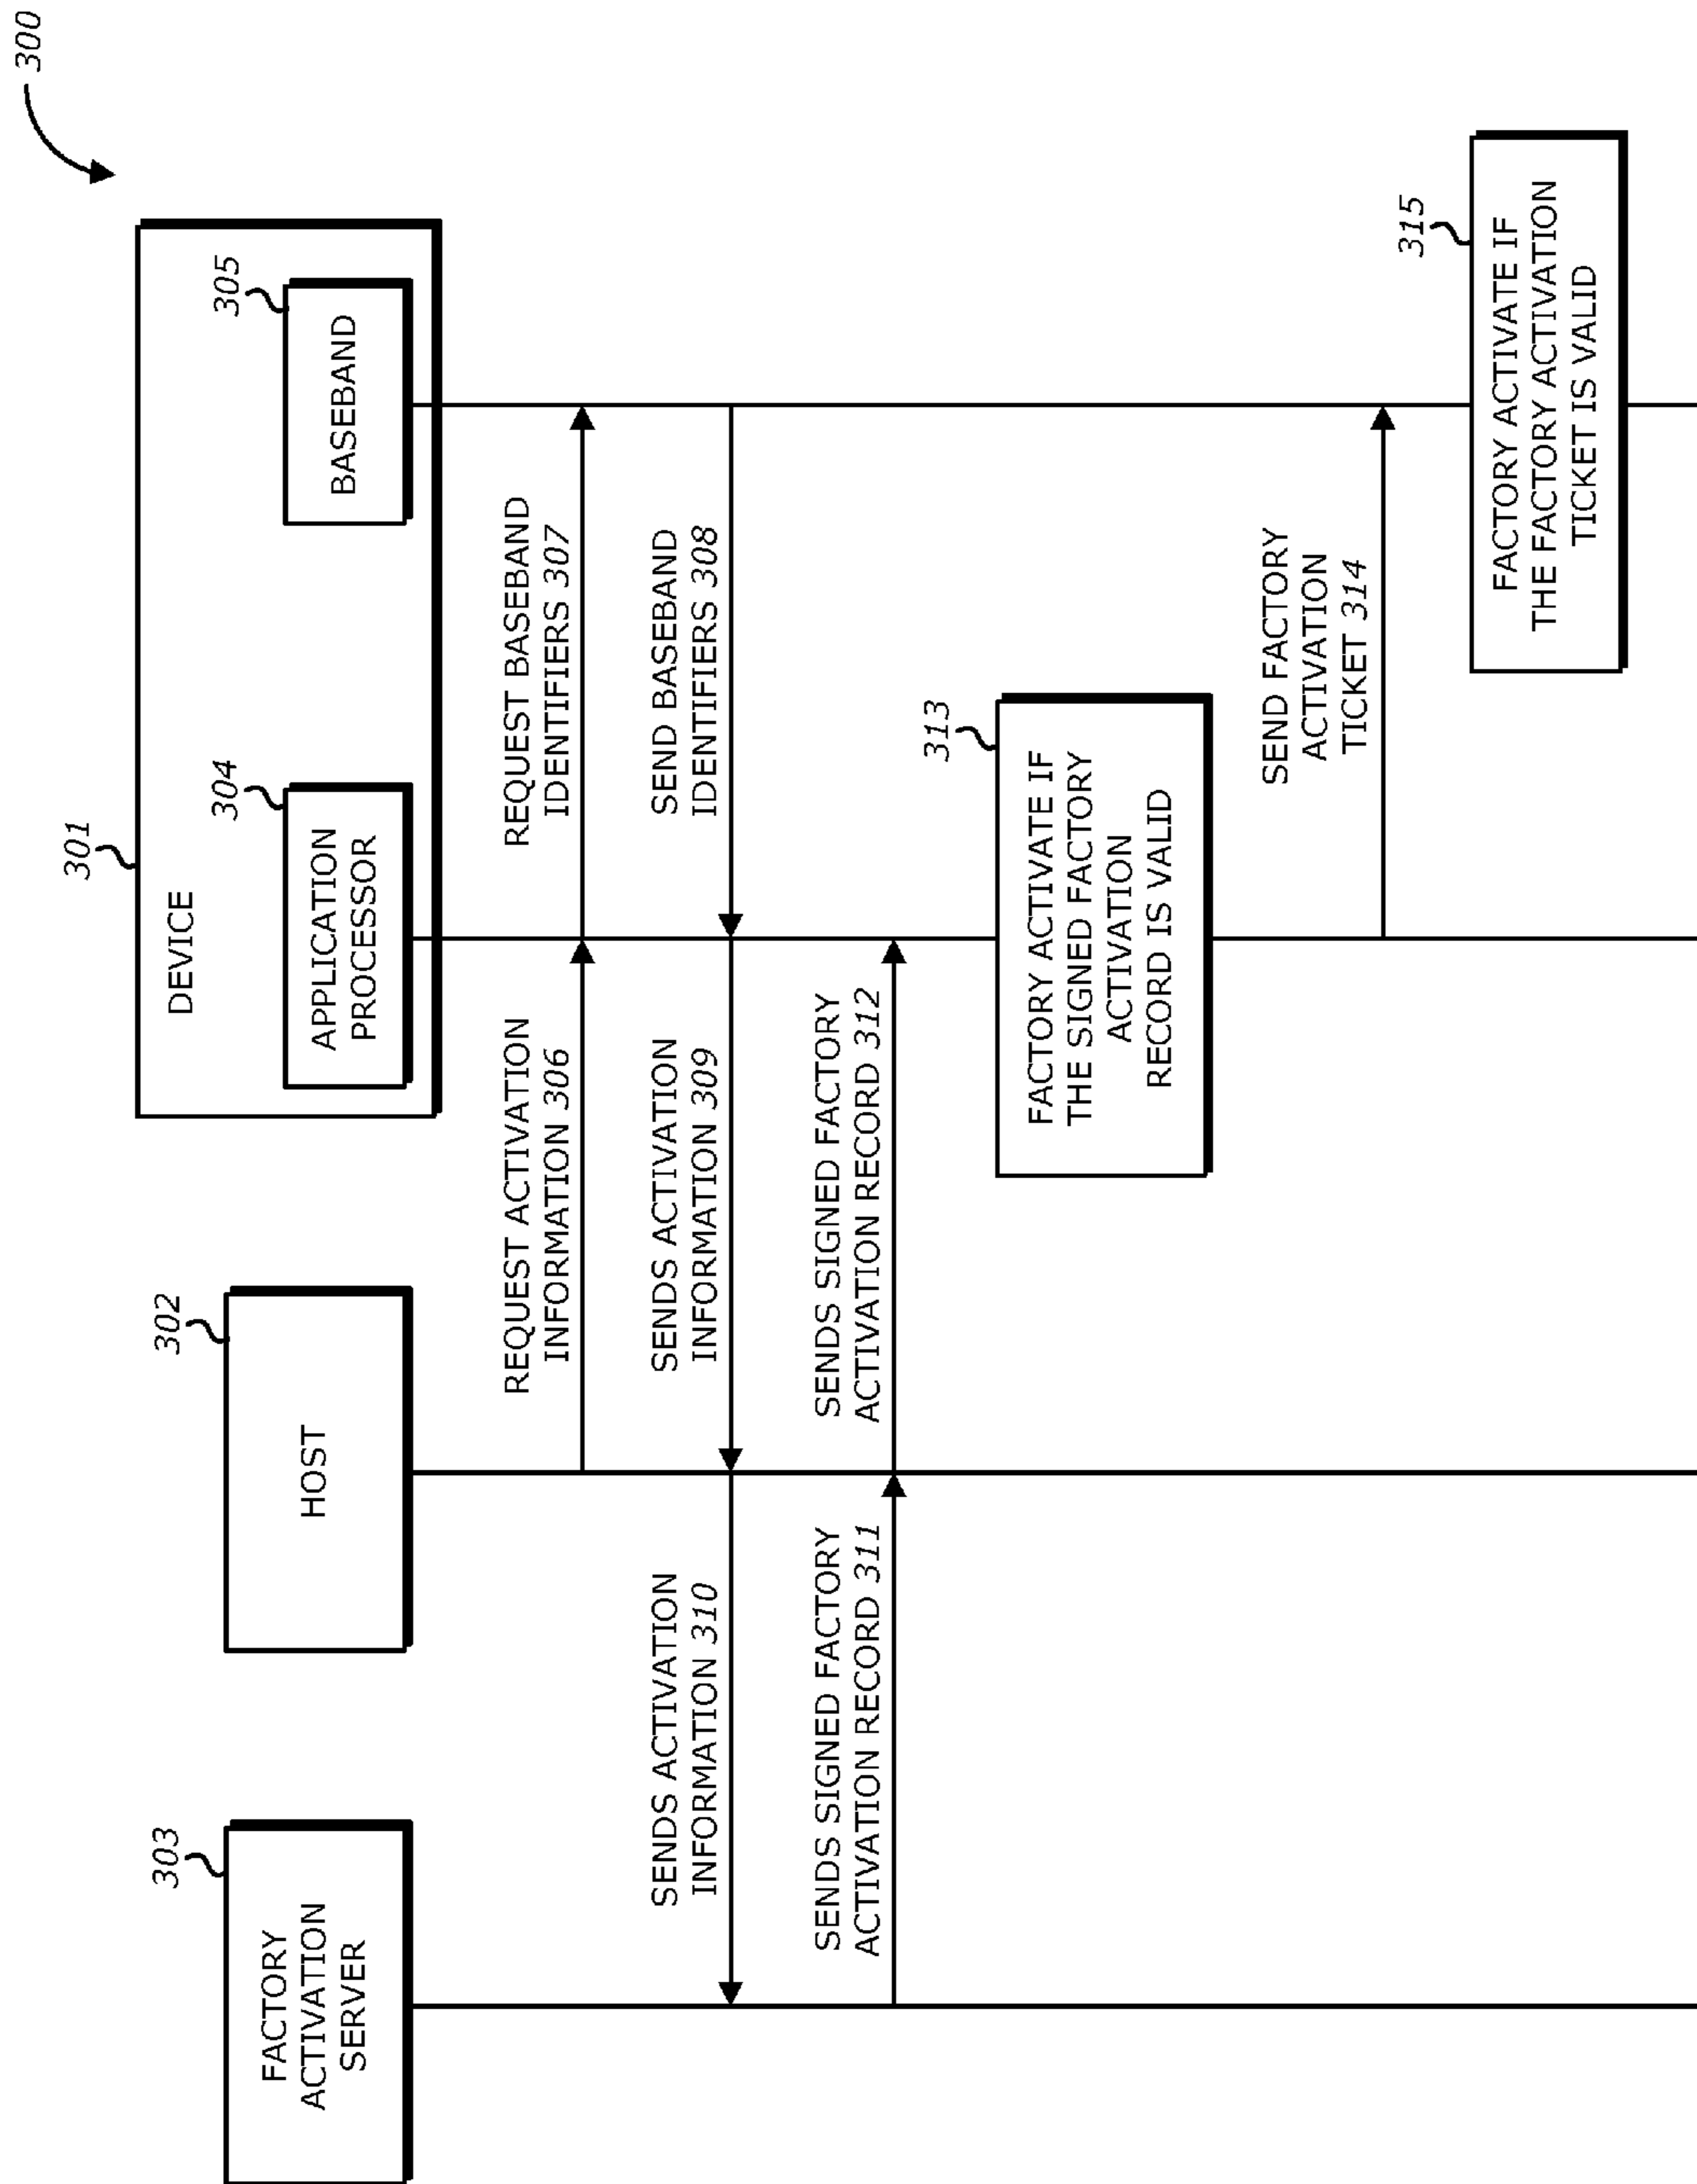 300
301
DEVICE
303
FACTORY
ACTIVATION
SERVER
302
HOST
304
APPLICATION
PROCESSOR
305
BASEBAND
REQUEST ACTIVATION
INFORMATION 306
REQUEST BASEBAND
IDENTIFIERS 307
SENDS ACTIVATION
INFORMATION 310
SENDS ACTIVATION
INFORMATION 309
SEND BASEBAND
IDENTIFIERS 308
SENDS SIGNED FACTORY
ACTIVATION RECORD 311
SENDS SIGNED FACTORY
ACTIVATION RECORD 312
313
FACTORY ACTIVATE IF
THE SIGNED FACTORY
ACTIVATION
RECORD IS VALID
SEND FACTORY
ACTIVATION
TICKET 314
315
FACTORY ACTIVATE IF
THE FACTORY ACTIVATION
TICKET IS VALID